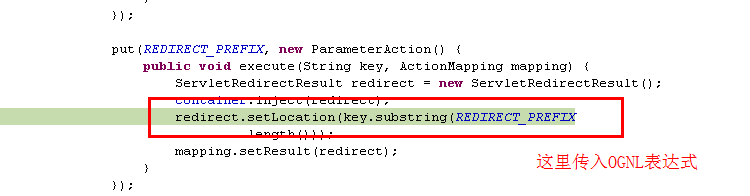 });
put(REDIRECT_PREFIX, new ParameterAction() {
public void execute(String key, ActionMapping mapping) {
ServletRedirectResult redirect = new ServletRedirectResult();
container.inject(redirect);
redirect.setLocation(key.substring(REDIRECT_PREFIX
.length()));
mapping.setResult(redirect);
这里传入OGNL表达式
}
});